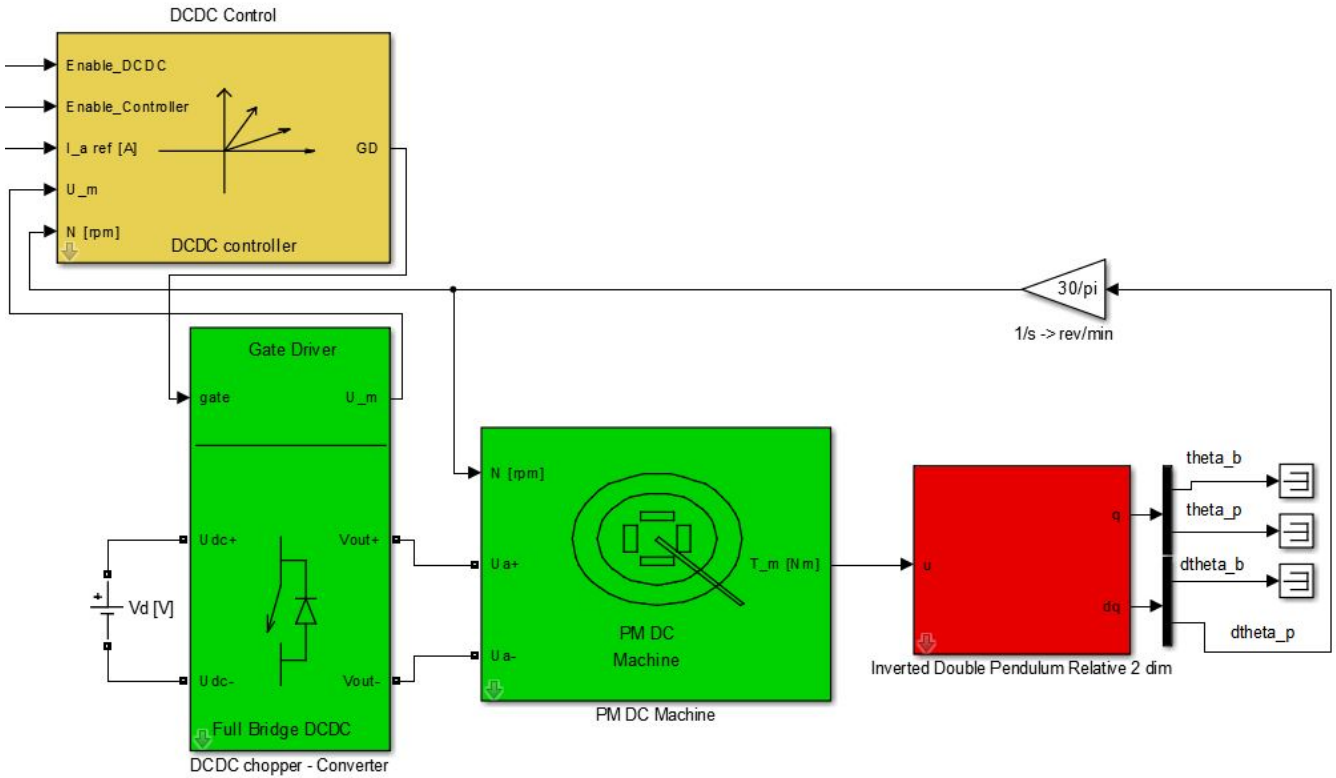 DCDC Control
Enable_DCDC
Enable_Controller
I_a ref [A]
GD
U_m
N [rpm]
DCDC controller
30/pi
1/s -> rev/min
Gate Driver
gate
U_m
N [rpm]
theta_b
theta_p
q
dtheta_b
Udc+
Vout+
Ua+
T_m [Nm]
u
+
Vd [V]
dq
dtheta_p
PM DC
Machine
Ua-
Inverted Double Pendulum Relative 2 dim
Udc-
Vout-
PM DC Machine
Full Bridge DCDC
DCDC chopper - Converter